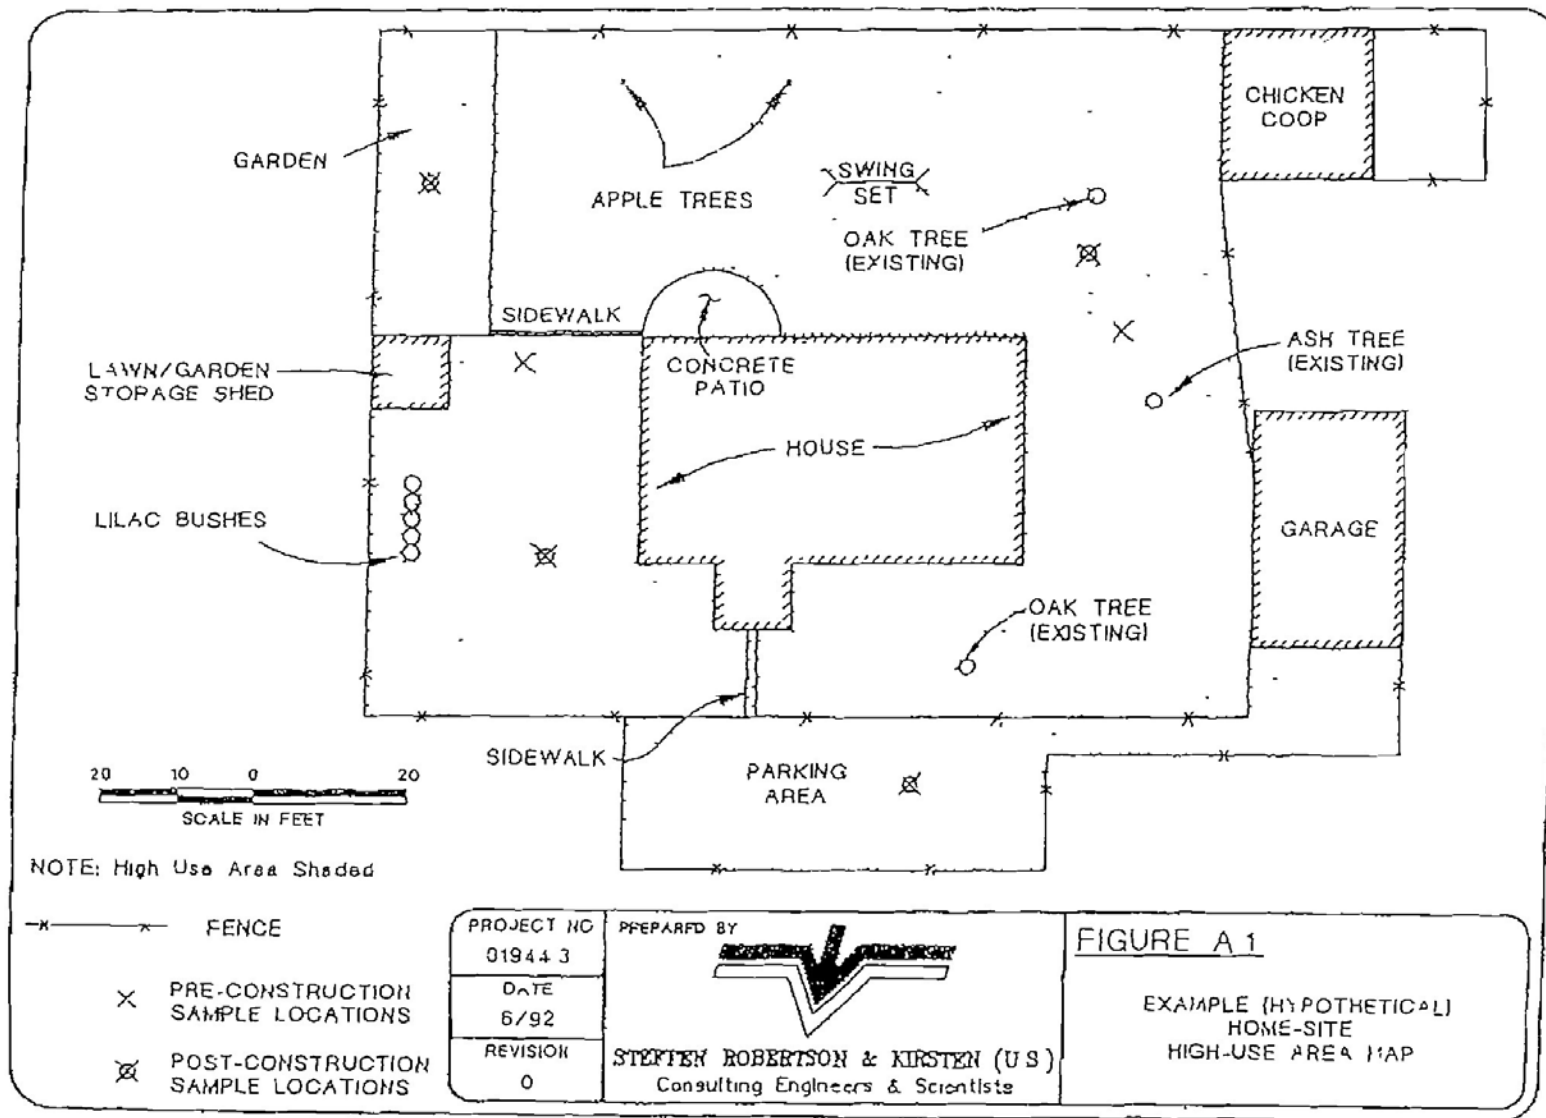 CHICKEN
COOP
GARDEN
SWING
SET
APPLE TREES
OAK TREE
(EXISTING)
SIDEWALK
ASH TREE
(EXISTING)
LAWN/GARDEN
STORAGE SHED
CONCRETE
PATIO
HOUSE
LILAC BUSHES
GARAGE
OAK TREE
(EXISTING)
SIDEWALK
PARKING
AREA
20 10 0 20
SCALE IN FEET
NOTE: High Use Area Shaded
FENCE
PRE-CONSTRUCTION
SAMPLE LOCATIONS
POST-CONSTRUCTION
SAMPLE LOCATIONS
PROJECT NO
01944 3
DATE
6/92
REVISION
0
PREPARED BY
STEFFEN ROBERTSON & KIRSTEN (US)
Consulting Engineers & Scientists
FIGURE A 1
EXAMPLE (HYPOTHETICAL)
HOME-SITE
HIGH-USE AREA MAP